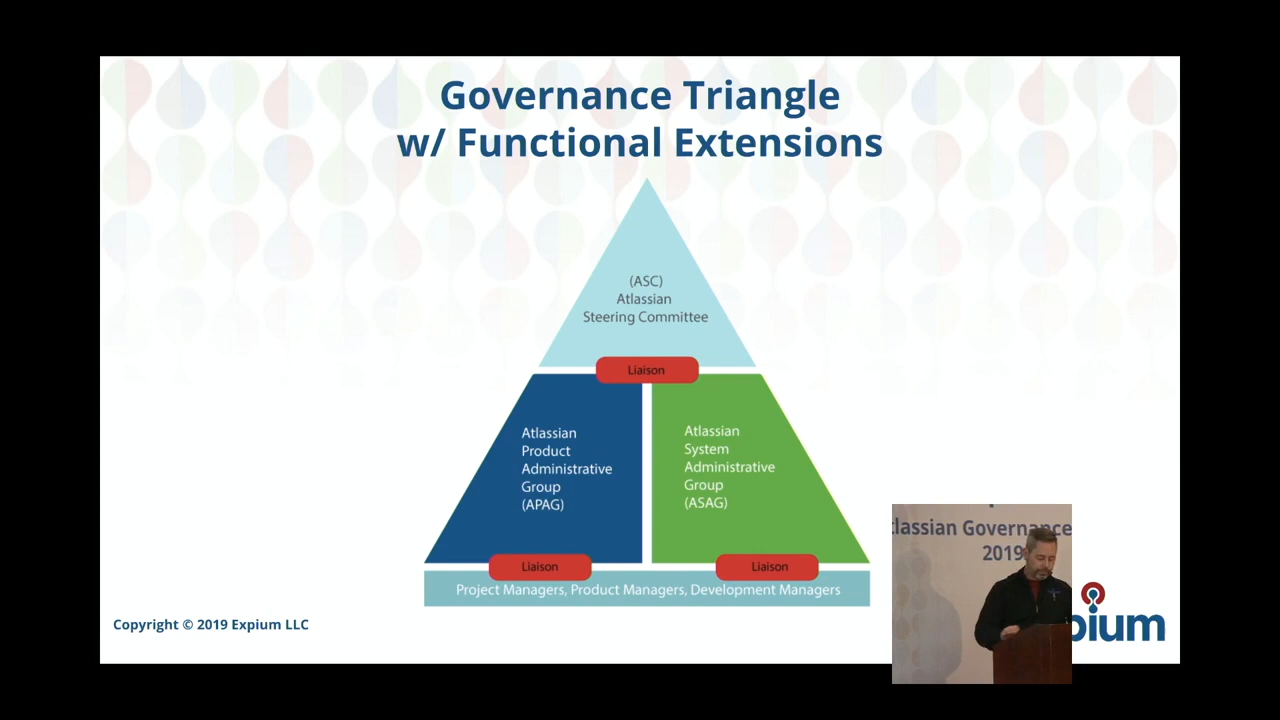 Governance Triangle
w/ Functional Extensions
(ASC)
Atlassian
Steering Committee
Liaison
Atlassian
Product
Administrative
Group
(APAG)
Atlassian
System
Administrative
Group
(ASAG)
Liaison
Liaison
Project Managers, Product Managers, Development Managers
Copyright © 2019 Expium LLC
tlassian Governance
2019
pium